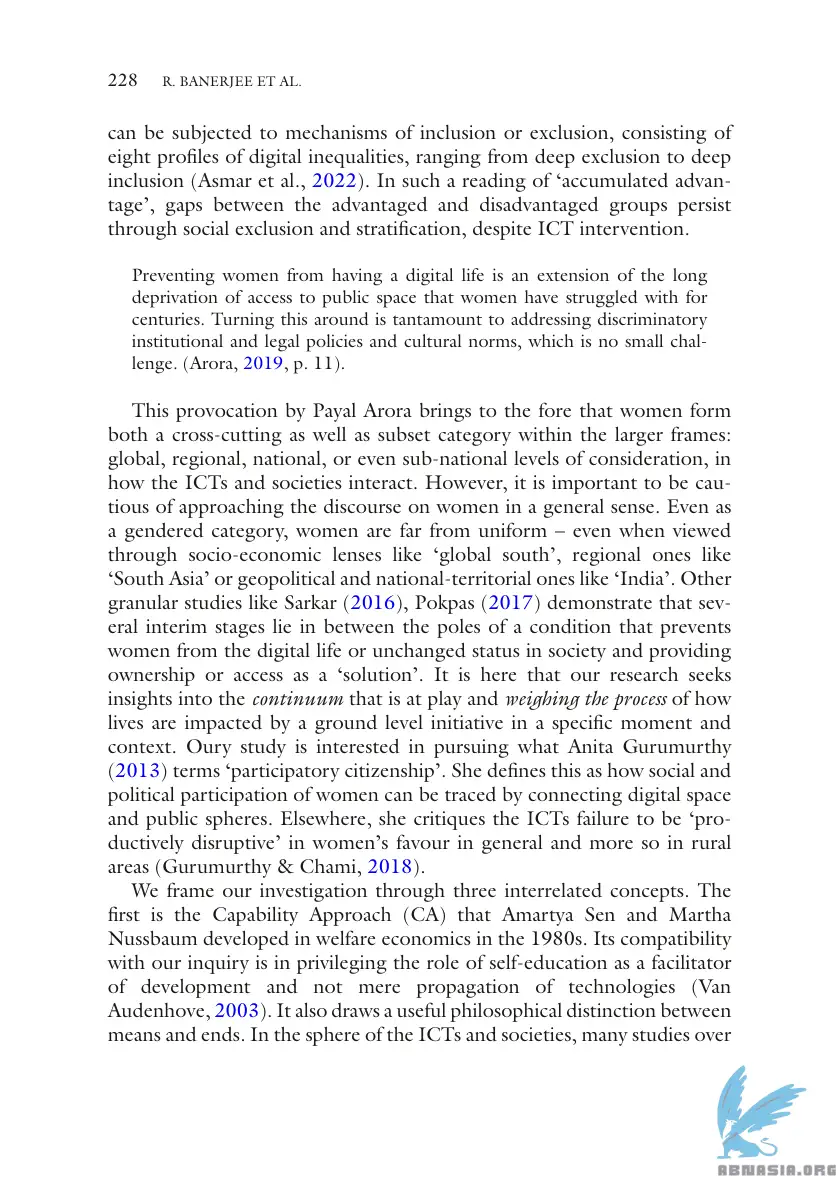 228 R. BANERJEE ET AL.
can be subjected to mechanisms of inclusion or exclusion, consisting of
eight profiles of digital inequalities, ranging from deep exclusion to deep
inclusion (Asmar et al., 2022). In such a reading of ‘accumulated advan-
tage’, gaps between the advantaged and disadvantaged groups persist
through social exclusion and stratification, despite ICT intervention.
Preventing women from having a digital life is an extension of the long
deprivation of access to public space that women have struggled with for
centuries. Turning this around is tantamount to addressing discriminatory
institutional and legal policies and cultural norms, which is no small chal-
lenge. (Arora, 2019, p. 11).
This provocation by Payal Arora brings to the fore that women form
both a cross-cutting as well as subset category within the larger frames:
global, regional, national, or even sub-national levels of consideration, in
how the ICTs and societies interact. However, it is important to be cau-
tious of approaching the discourse on women in a general sense. Even as
a gendered category, women are far from uniform – even when viewed
through socio-economic lenses like ‘global south’, regional ones like
‘South Asia’ or geopolitical and national-territorial ones like ‘India’. Other
granular studies like Sarkar (2016), Pokpas (2017) demonstrate that sev-
eral interim stages lie in between the poles of a condition that prevents
women from the digital life or unchanged status in society and providing
ownership or access as a ‘solution’. It is here that our research seeks
insights into the continuum that is at play and weighing the process of how
lives are impacted by a ground level initiative in a specific moment and
context. Oury study is interested in pursuing what Anita Gurumurthy
(2013) terms ‘participatory citizenship’. She defines this as how social and
political participation of women can be traced by connecting digital space
and public spheres. Elsewhere, she critiques the ICTs failure to be ‘pro-
ductively disruptive’ in women’s favour in general and more so in rural
areas (Gurumurthy & Chami, 2018).
We frame our investigation through three interrelated concepts. The
first is the Capability Approach (CA) that Amartya Sen and Martha
Nussbaum developed in welfare economics in the 1980s. Its compatibility
with our inquiry is in privileging the role of self-education as a facilitator
of development and not mere propagation of technologies (Van
Audenhove, 2003). It also draws a useful philosophical distinction between
means and ends. In the sphere of the ICTs and societies, many studies over
ABNASIA.ORG